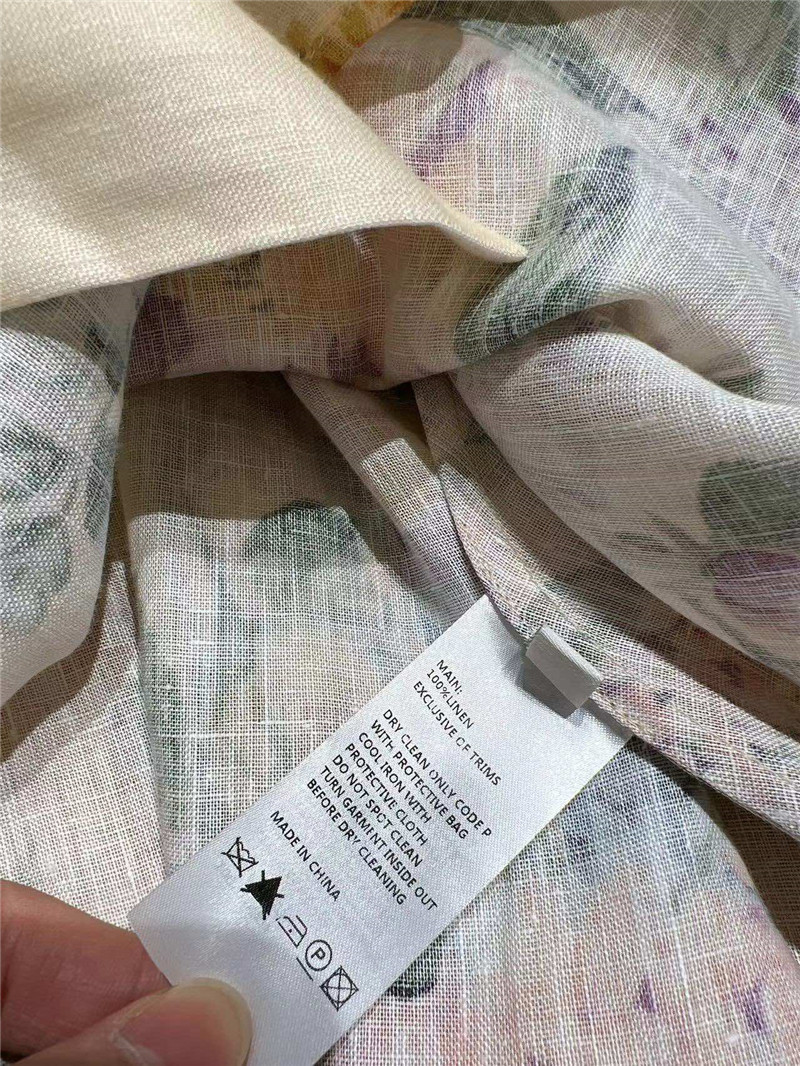 MAIN:
100%LINEN
EXCLUSIVE OF TRIMS
DRY CLEAN ONLY CODE P
WITH PROTECTIVE BAG
COOL IRON WITH
PROTECTIVE CLOTH
DO NOT SPOT CLEAN
TURN GARMENT INSIDE OUT
BEFORE DRY CLEANING
MADE IN CHINA
P